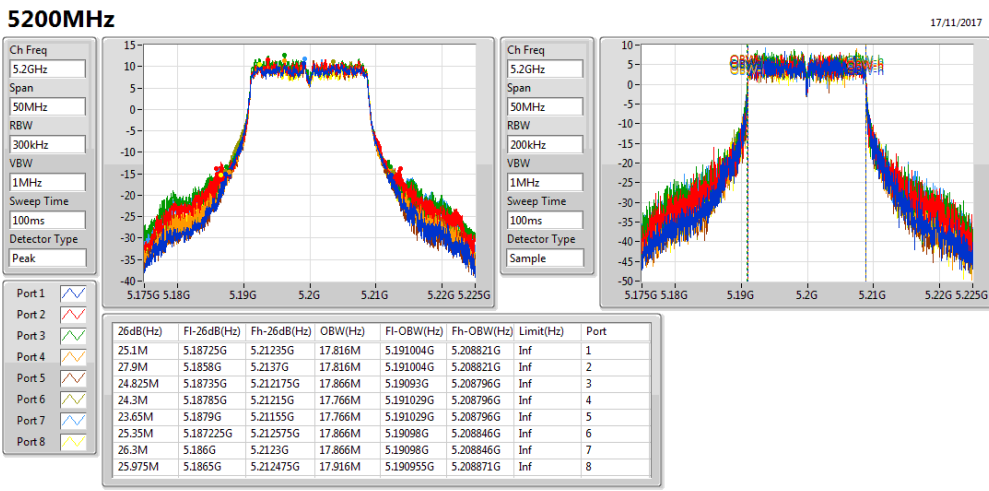 5200MHz
17/11/2017
Ch Freq
5.2GHz
Span
50MHz
RBW
300kHz
VBW
1MHz
Sweep Time
100ms
Detector Type
Peak
15
10
5
0
-5
-10
-15
-20
-25
-30
-35
-40
5.175G 5.18G 5.19G 5.2G 5.21G 5.22G 5.225G
Ch Freq
5.2GHz
Span
50MHz
RBW
200kHz
VBW
1MHz
Sweep Time
100ms
Detector Type
Sample
10
5
0
-5
-10
-15
-20
-25
-30
-35
-40
-45
-50
5.175G 5.18G 5.19G 5.2G 5.21G 5.22G 5.225G
Port 1
Port 2
Port 3
Port 4
Port 5
Port 6
Port 7
Port 8
26dB(Hz) Fl-26dB(Hz) Fh-26dB(Hz) OBW(Hz) Fl-OBW(Hz) Fh-OBW(Hz) Limit(Hz) Port
25.1M 5.18725G 5.21235G 17.816M 5.191004G 5.208821G Inf 1
27.9M 5.1858G 5.2137G 17.816M 5.191004G 5.208821G Inf 2
24.825M 5.18735G 5.212175G 17.866M 5.19093G 5.208796G Inf 3
24.3M 5.18785G 5.21215G 17.766M 5.191029G 5.208796G Inf 4
23.65M 5.1879G 5.21155G 17.766M 5.191029G 5.208796G Inf 5
25.35M 5.187225G 5.212575G 17.866M 5.19098G 5.208846G Inf 6
26.3M 5.186G 5.2123G 17.866M 5.19098G 5.208846G Inf 7
25.975M 5.1865G 5.212475G 17.916M 5.190955G 5.208871G Inf 8